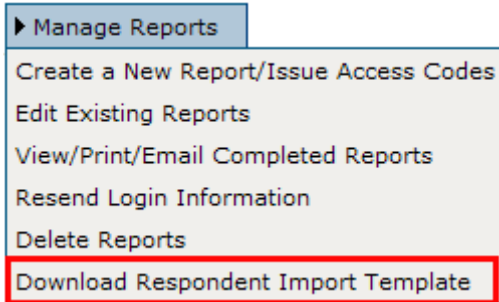 Manage Reports
Create a New Report/Issue Access Codes
Edit Existing Reports
View/Print/Email Completed Reports
Resend Login Information
Delete Reports
Download Respondent Import Template